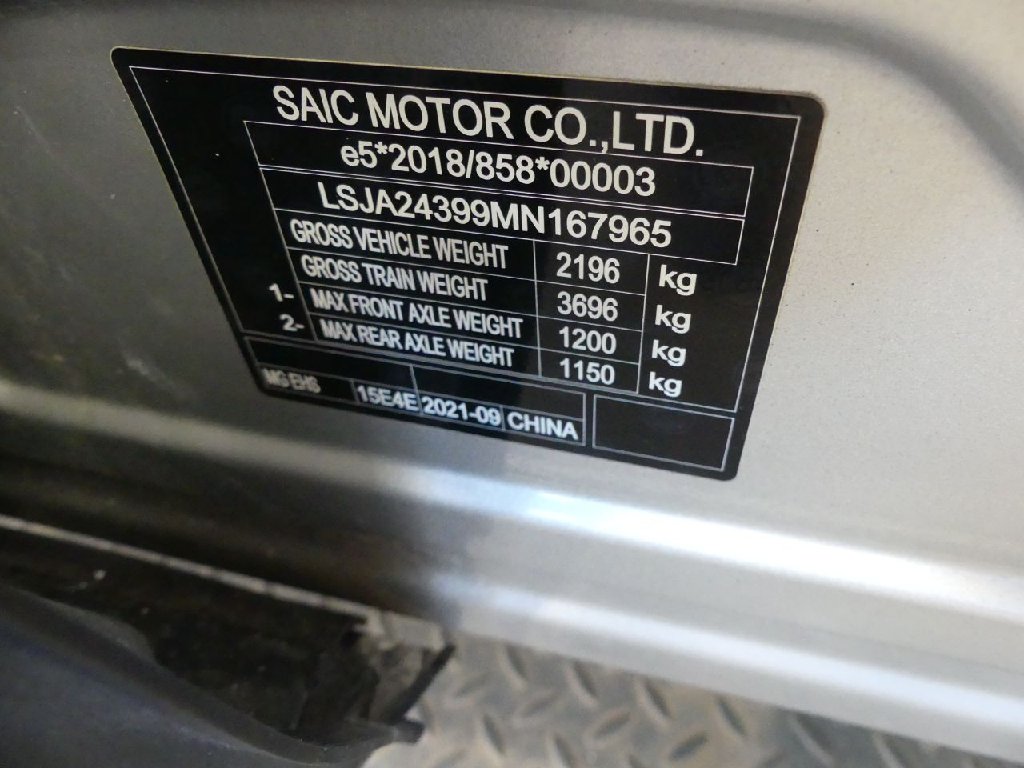 SAIC MOTOR CO.,LTD.
e5*2018/858*00003
LSJA24399MN167965
GROSS VEHICLE WEIGHT 2196 kg
GROSS TRAIN WEIGHT 3696 kg
1- MAX FRONT AXLE WEIGHT 1200 kg
2- MAX REAR AXLE WEIGHT 1150 kg
MG EHS 15E4E 2021-09 CHINA